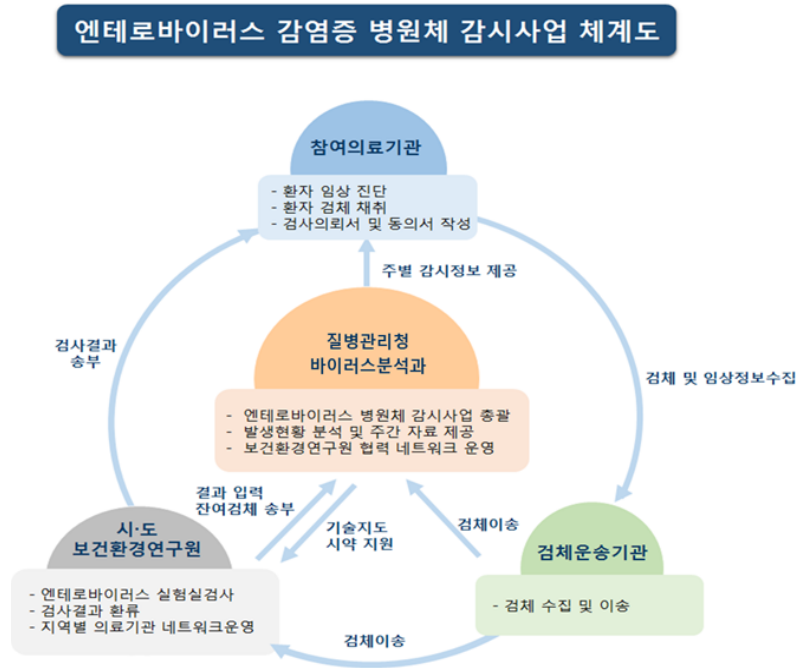 엔테로바이러스 감염증 병원체 감시사업 체계도
참여의료기관
- 환자 임상 진단
- 환자 검체 채취
- 검사의뢰서 및 동의서 작성
주별 감시정보 제공
검사결과
송부
질병관리청
바이러스분석과
검체 및 임상정보수집
- 엔테로바이러스 병원체 감시사업 총괄
- 발생현황 분석 및 주간 자료 제공
- 보건환경연구원 협력 네트워크 운영
결과 입력
잔여검체 송부
기술지도
시약 지원
검체이송
시·도
보건환경연구원
- 엔테로바이러스 실험실검사
- 검사결과 환류
- 지역별 의료기관 네트워크운영
검체운송기관
- 검체 수집 및 이송
검체이송